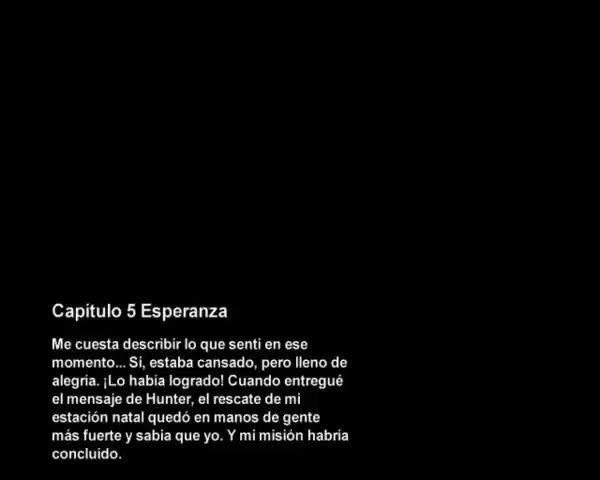 Capítulo 5 Esperanza
Me cuesta describir lo que sentí en ese
momento... Sí, estaba cansado, pero lleno de
alegría. ¡Lo había logrado! Cuando entregué
el mensaje de Hunter, el rescate de mi
estación natal quedó en manos de gente
más fuerte y sabia que yo. Y mi misión habría
concluido.